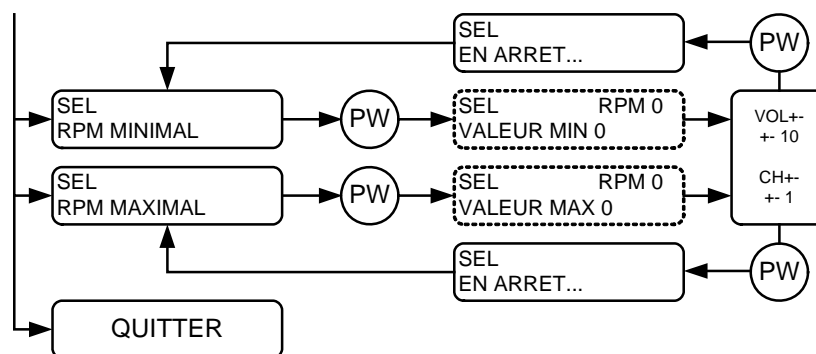 SEL
EN ARRET...
PW
SEL
RPM MINIMAL
PW
SEL RPM 0
VALEUR MIN 0
VOL+-
+- 10
CH+-
+- 1
SEL
RPM MAXIMAL
PW
SEL RPM 0
VALEUR MAX 0
SEL
EN ARRET...
PW
QUITTER